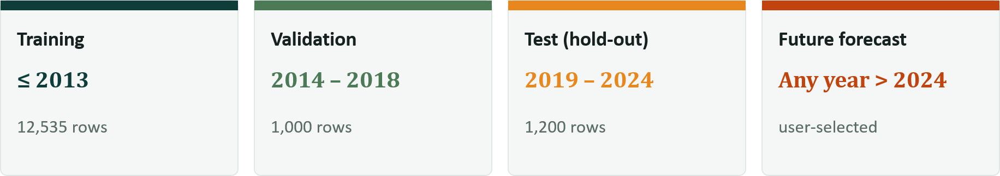 Training
≤ 2013
12,535 rows
Validation
2014 – 2018
1,000 rows
Test (hold-out)
2019 – 2024
1,200 rows
Future forecast
Any year > 2024
user-selected